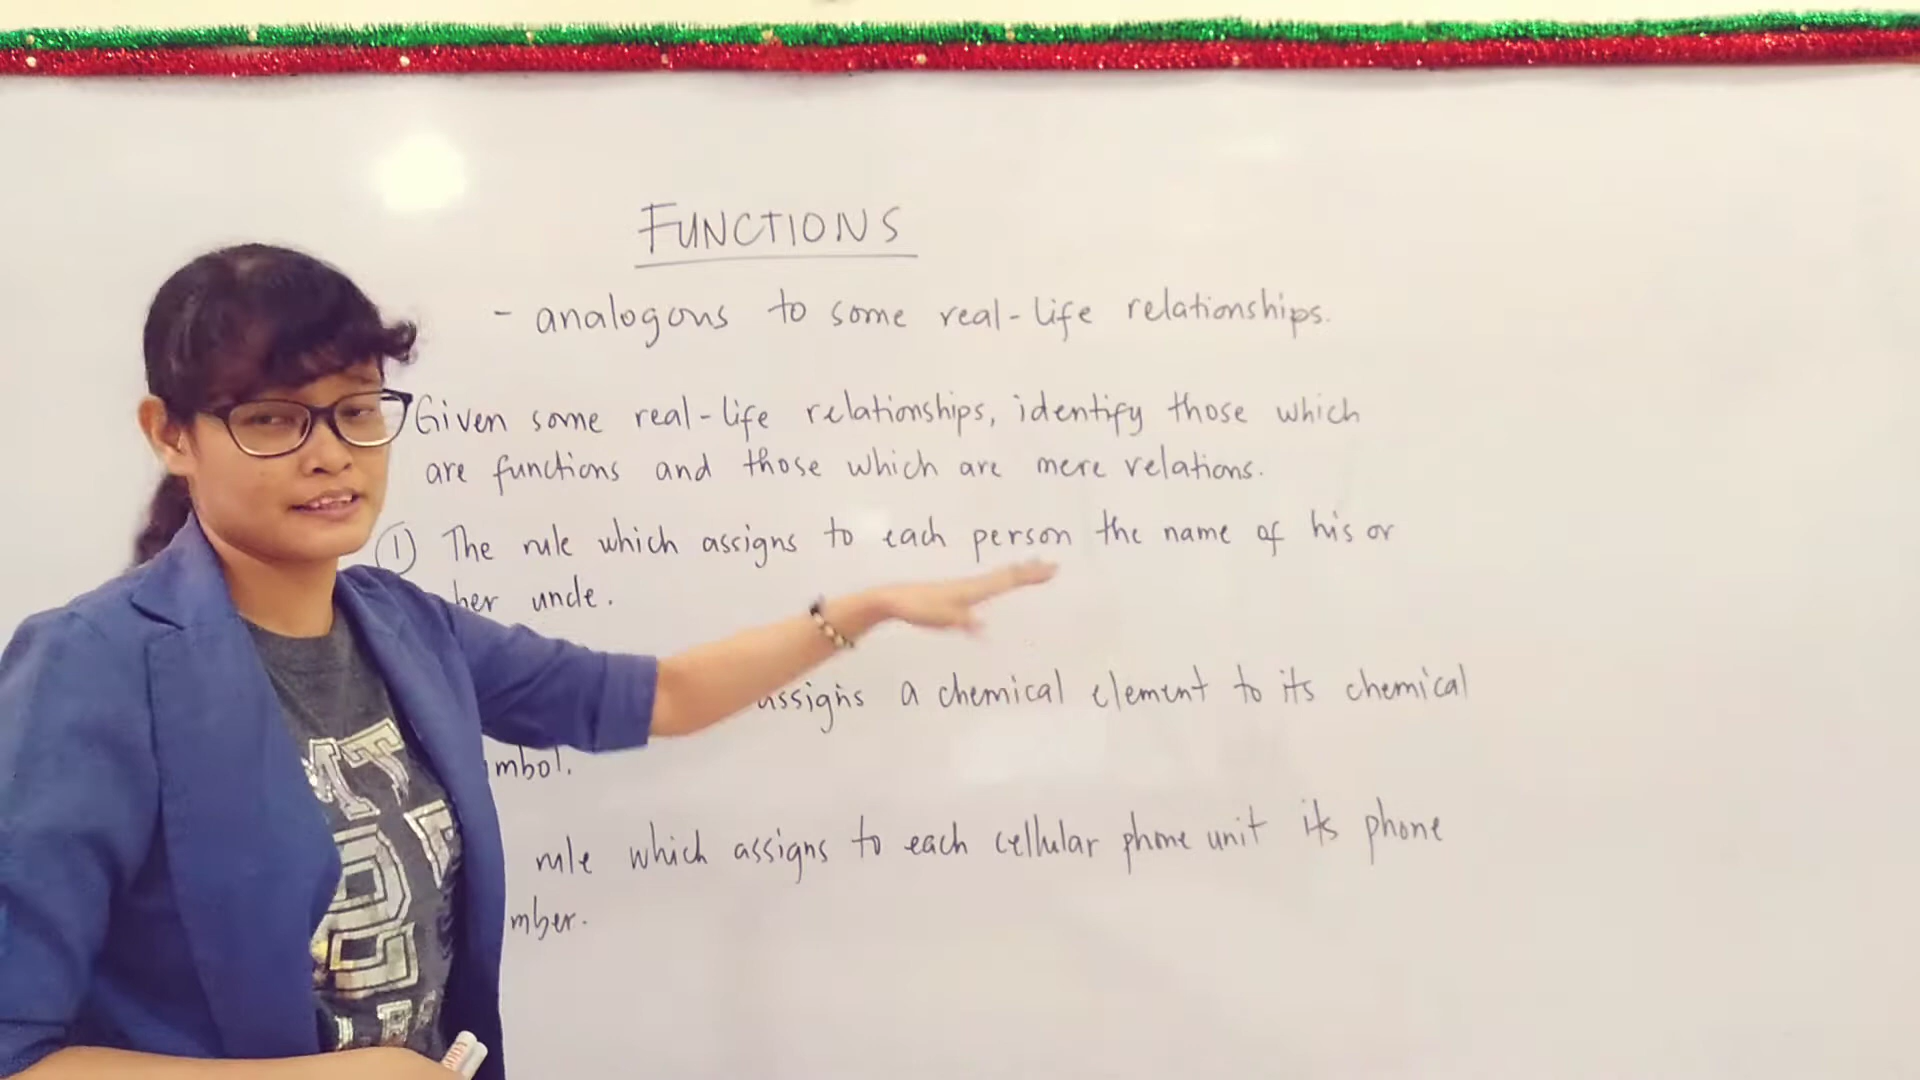 FUNCTIONS
- analogous to some real-life relationships.
Given some real-life relationships, identify those which
are functions and those which are mere relations.
① The rule which assigns to each person the name of his or
her uncle.
assigns a chemical element to its chemical
mbol.
rule which assigns to each cellular phone unit its phone
mber.